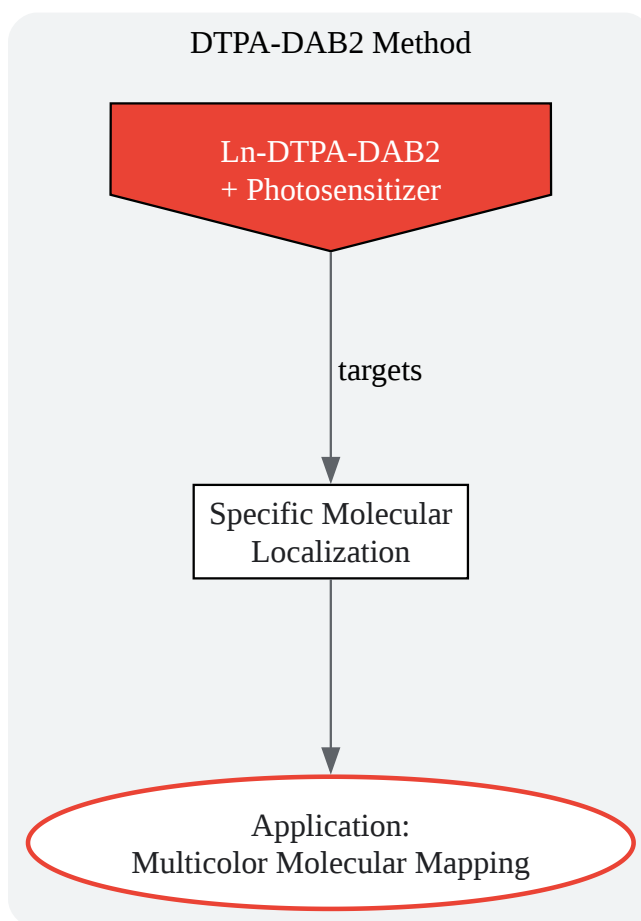 DTPA-DAB2 Method
Ln-DTPA-DAB2
+ Photosensitizer
targets
Specific Molecular
Localization
Application:
Multicolor Molecular Mapping